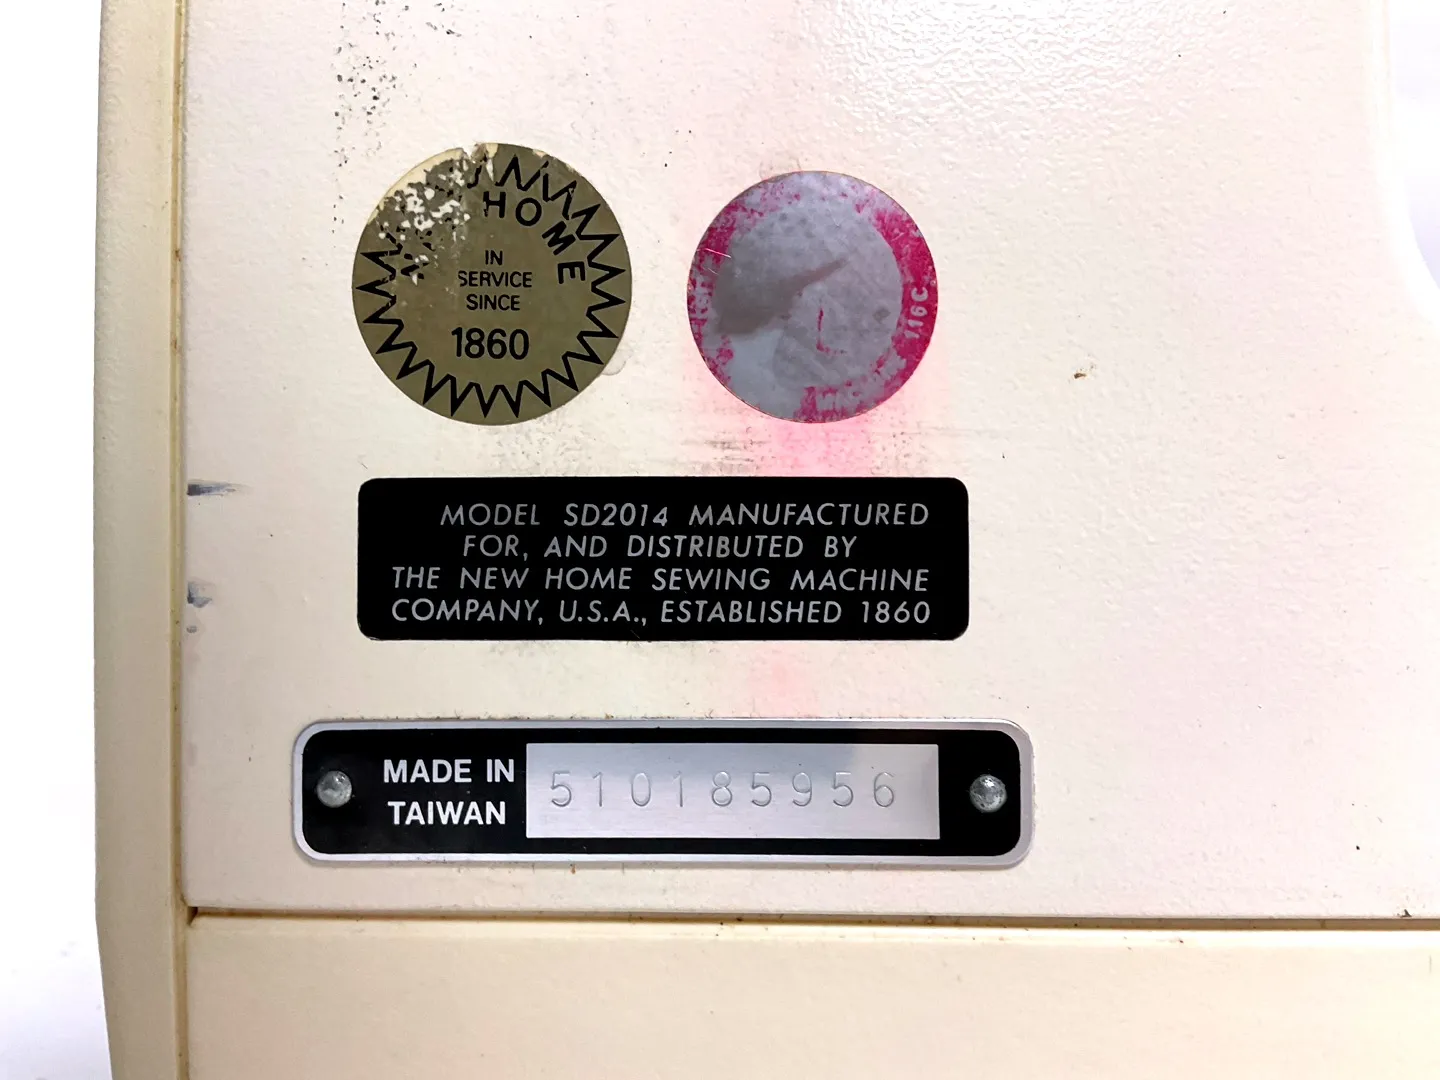 HOME
IN
SERVICE
SINCE
1860
116C
MODEL SD2014 MANUFACTURED
FOR, AND DISTRIBUTED BY
THE NEW HOME SEWING MACHINE
COMPANY, U.S.A., ESTABLISHED 1860
MADE IN
TAIWAN
510185956